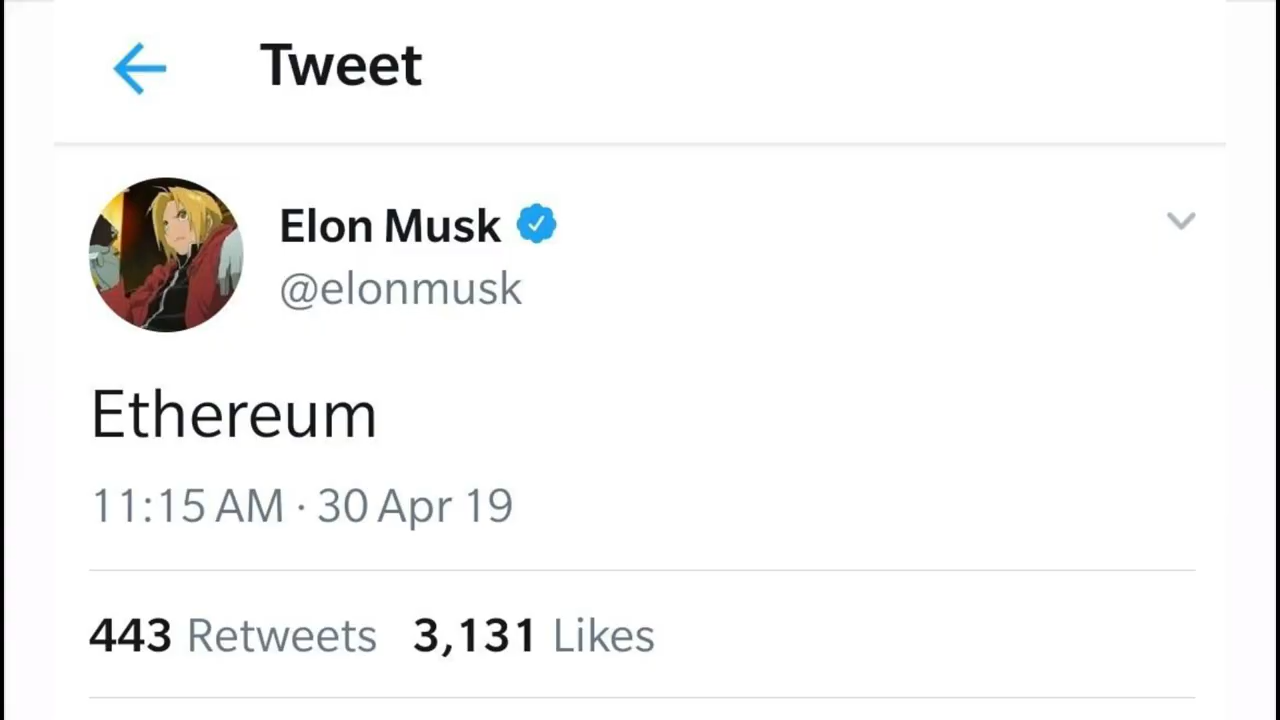 Tweet
Elon Musk
@elonmusk
Ethereum
11:15 AM · 30 Apr 19
443 Retweets 3,131 Likes